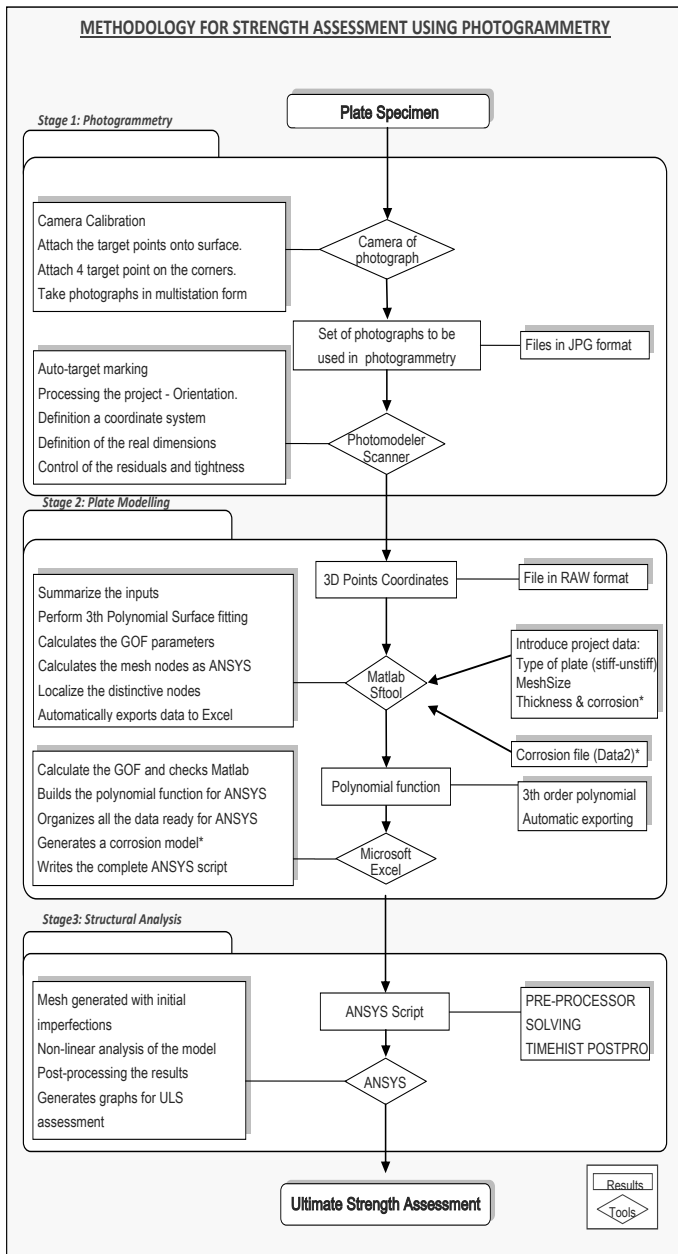 METHODOLOGY FOR STRENGTH ASSESSMENT USING PHOTOGRAMMETRY
Plate Specimen
Stage 1: Photogrammetry
Camera Calibration
Attach the target points onto surface.
Attach 4 target point on the corners.
Take photographs in multistation form
Camera of
photograph
Set of photographs to be
used in photogrammetry
Files in JPG format
Auto-target marking
Processing the project - Orientation.
Definition a coordinate system
Definition of the real dimensions
Control of the residuals and tightness
Photomodeler
Scanner
Stage 2: Plate Modelling
3D Points Coordinates
File in RAW format
Summarize the inputs
Perform 3th Polynomial Surface fitting
Calculates the GOF parameters
Calculates the mesh nodes as ANSYS
Localize the distinctive nodes
Automatically exports data to Excel
Matlab
Sftool
Introduce project data:
Type of plate (stiff-unstiff)
MeshSize
Thickness & corrosion*
Corrosion file (Data2)*
Calculate the GOF and checks Matlab
Builds the polynomial function for ANSYS
Organizes all the data ready for ANSYS
Generates a corrosion model*
Writes the complete ANSYS script
Polynomial function
3th order polynomial
Automatic exporting
Microsoft
Excel
Stage3: Structural Analysis
Mesh generated with initial
imperfections
Non-linear analysis of the model
Post-processing the results
Generates graphs for ULS
assessment
ANSYS Script
PRE-PROCESSOR
SOLVING
TIMEHIST POSTPRO
ANSYS
Ultimate Strength Assessment
Results
Tools